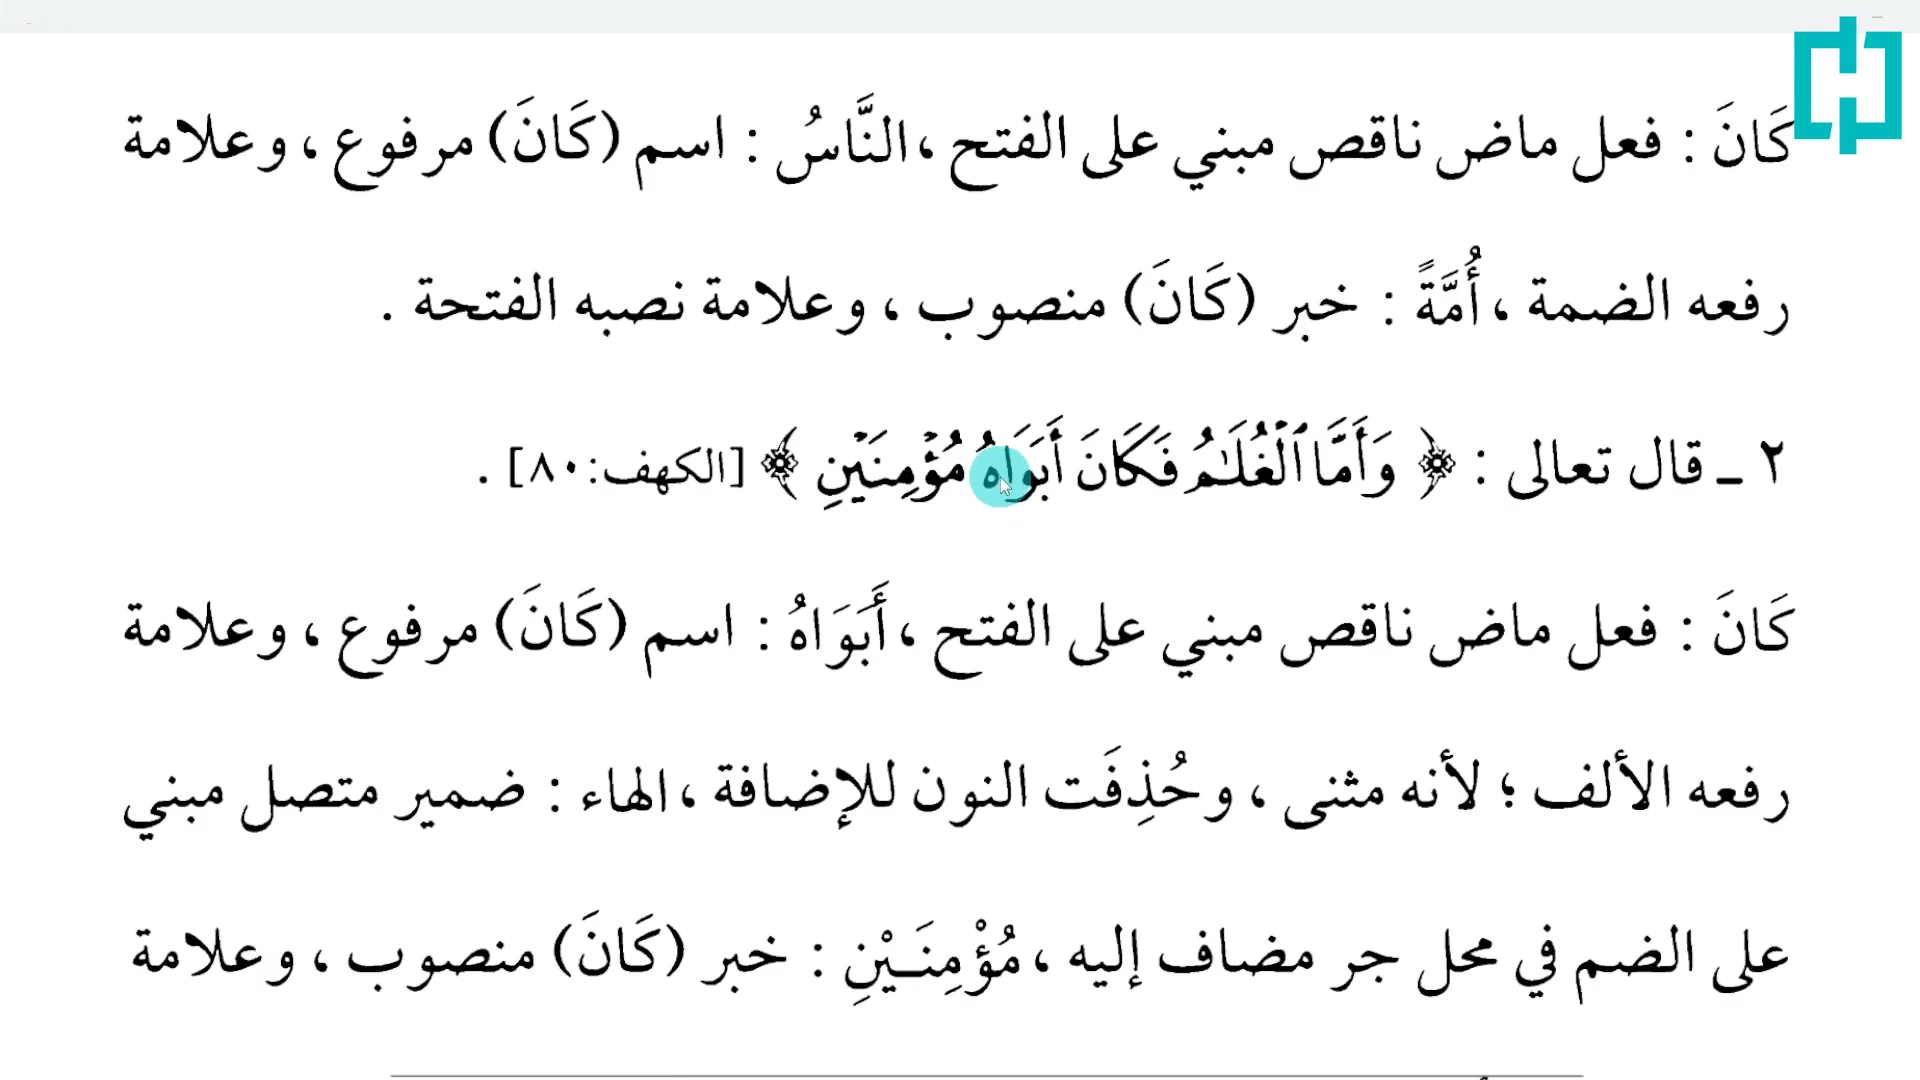 كَانَ : فعل ماض ناقص مبني على الفتح ، النَّاسُ : اسم (كَانَ) مرفوع ، وعلامة
رفعه الضمة ، أُمَّةً : خبر (كَانَ) منصوب ، وعلامة نصبه الفتحة .
٢ ـ قال تعالى : ﴿ وَأَمَّا ٱلْغُلَـٰمُ فَكَانَ أَبَوَاهُ مُؤْمِنَيْنِ ﴾ [الكهف:٨٠] .
كَانَ : فعل ماض ناقص مبني على الفتح ، أَبَوَاهُ : اسم (كَانَ) مرفوع ، وعلامة
رفعه الألف ؛ لأنه مثنى ، وحُذِفَت النون للإضافة ، الهاء : ضمير متصل مبني
على الضم في محل جر مضاف إليه ، مُؤْمِنَــيْنِ : خبر (كَانَ) منصوب ، وعلامة